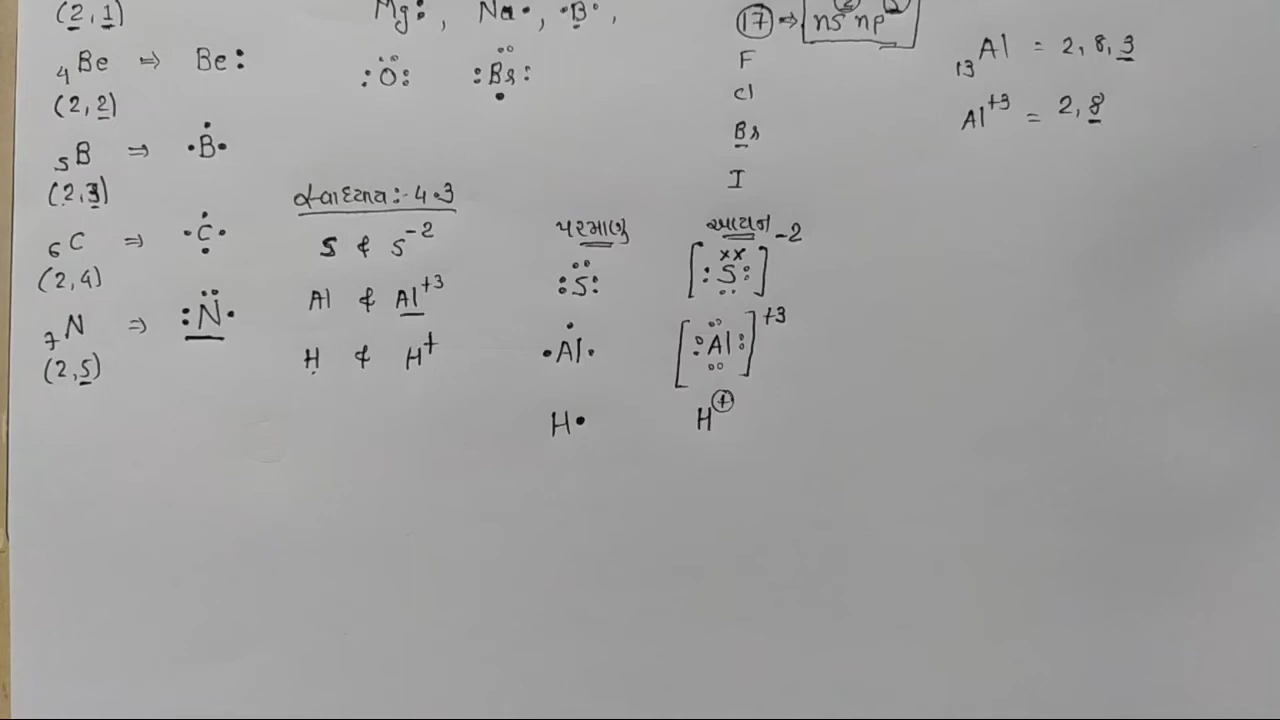 (2,1)
₄Be ⇒ Be:
(2,2)
₅B ⇒ ·B·
(2,3)
₆C ⇒ ·C·
(2,4)
₇N ⇒ :N·
(2,5)
Mg:, Na·, ·B·,
:O: :Br:
સ્વાધ્યાય:- 4.3
S & S⁻²
Al & Al⁺³
H & H⁺
પરમાણુ આયન
:S: [:S:]⁻²
·Al· [:Al:]⁺³
H· H⊕
⑰ ⇒ ns² np⁵
F
Cl
Br
I
₁₃Al = 2, 8, 3
Al⁺³ = 2, 8